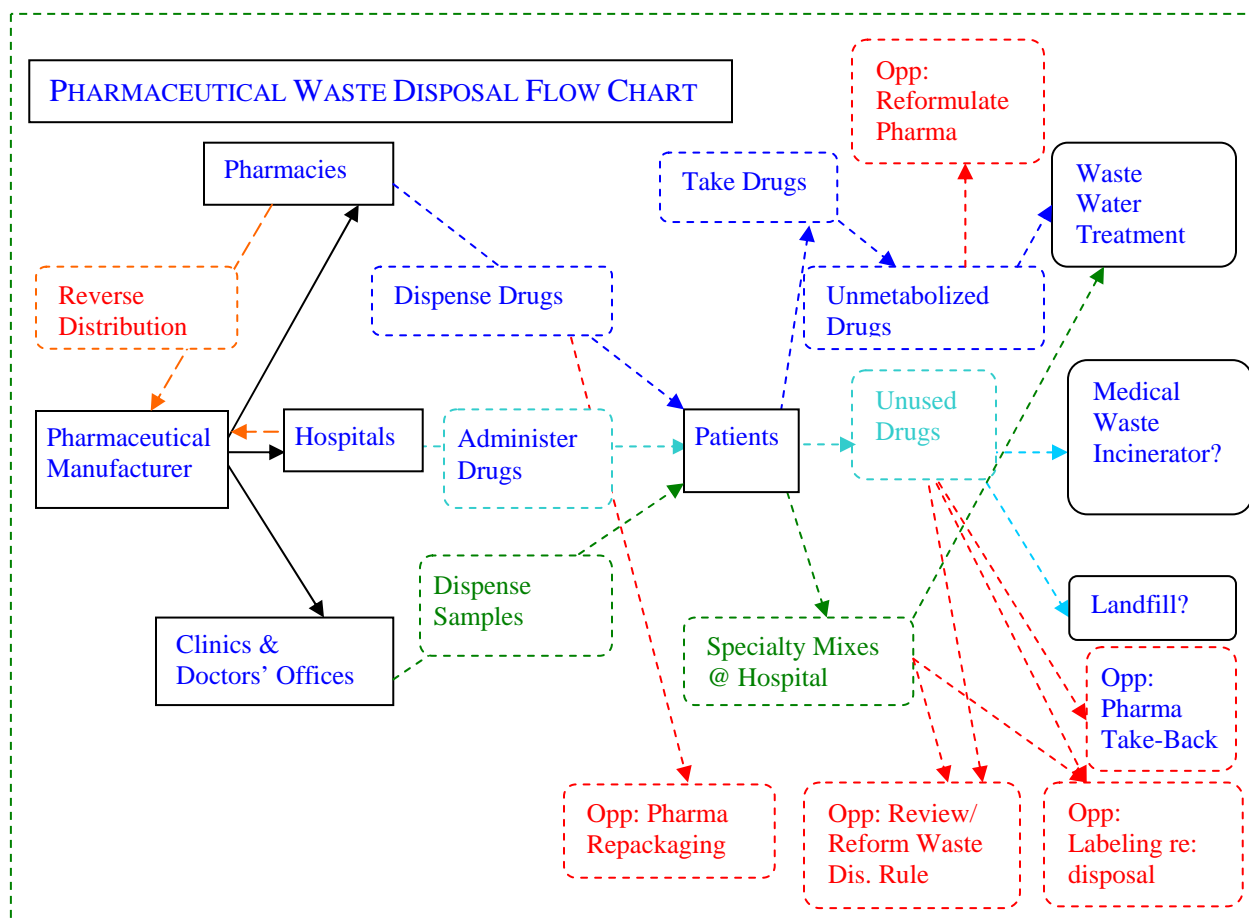 PHARMACEUTICAL WASTE DISPOSAL FLOW CHART
Opp:
Reformulate
Pharma
Pharmacies
Take Drugs
Waste
Water
Treatment
Reverse
Distribution
Dispense Drugs
Unmetabolized
Drugs
Pharmaceutical
Manufacturer
Hospitals
Administer
Drugs
Patients
Unused
Drugs
Medical
Waste
Incinerator?
Dispense
Samples
Landfill?
Clinics &
Doctors’ Offices
Specialty Mixes
@ Hospital
Opp:
Pharma
Take-Back
Opp: Pharma
Repackaging
Opp: Review/
Reform Waste
Dis. Rule
Opp:
Labeling re:
disposal